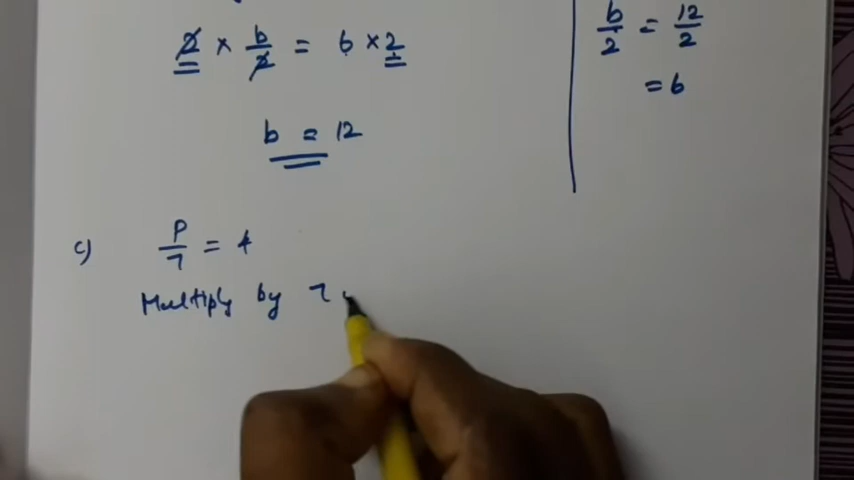 2 × b/2 = 6 × 2
b = 12
b/2 = 12/2
= 6
c) P/7 = 4
Multiply by 7